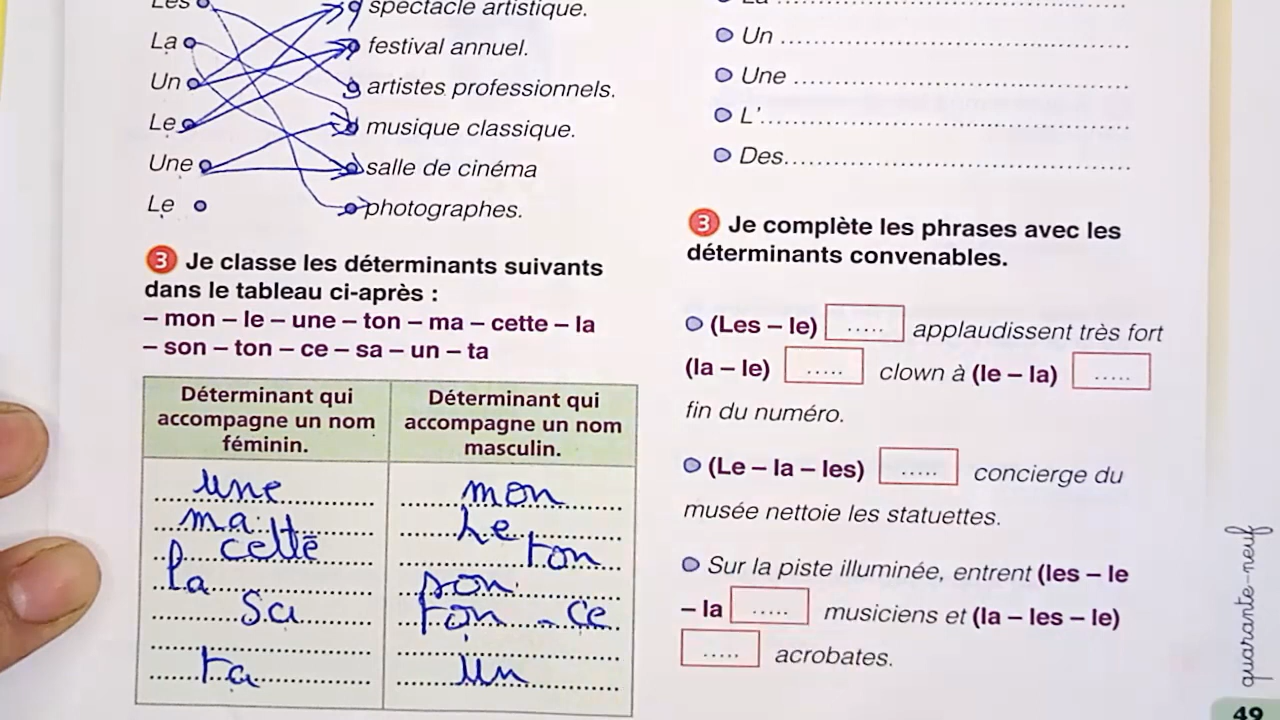 Les
spectacle artistique.
La
festival annuel.
Un
artistes professionnels.
Le
musique classique.
Une
salle de cinéma
Le
photographes.
3 Je classe les déterminants suivants
dans le tableau ci-après :
– mon – le – une – ton – ma – cette – la
– son – ton – ce – sa – un – ta
Déterminant qui
accompagne un nom
féminin.
Déterminant qui
accompagne un nom
masculin.
une
ma
cette
la
sa
ta
mon
Le
ton
son
ton - ce
un
La
Un
Une
L'
Des
3 Je complète les phrases avec les
déterminants convenables.
(Les – le) ..... applaudissent très fort
(la – le) ..... clown à (le – la) .....
fin du numéro.
(Le – la – les) ..... concierge du
musée nettoie les statuettes.
Sur la piste illuminée, entrent (les – le
– la ..... musiciens et (la – les – le)
..... acrobates.
quarante-neuf
49